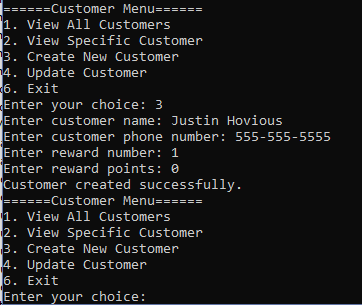 ======Customer Menu======
1. View All Customers
2. View Specific Customer
3. Create New Customer
4. Update Customer
6. Exit
Enter your choice: 3
Enter customer name: Justin Hovious
Enter customer phone number: 555-555-5555
Enter reward number: 1
Enter reward points: 0
Customer created successfully.
======Customer Menu======
1. View All Customers
2. View Specific Customer
3. Create New Customer
4. Update Customer
6. Exit
Enter your choice: